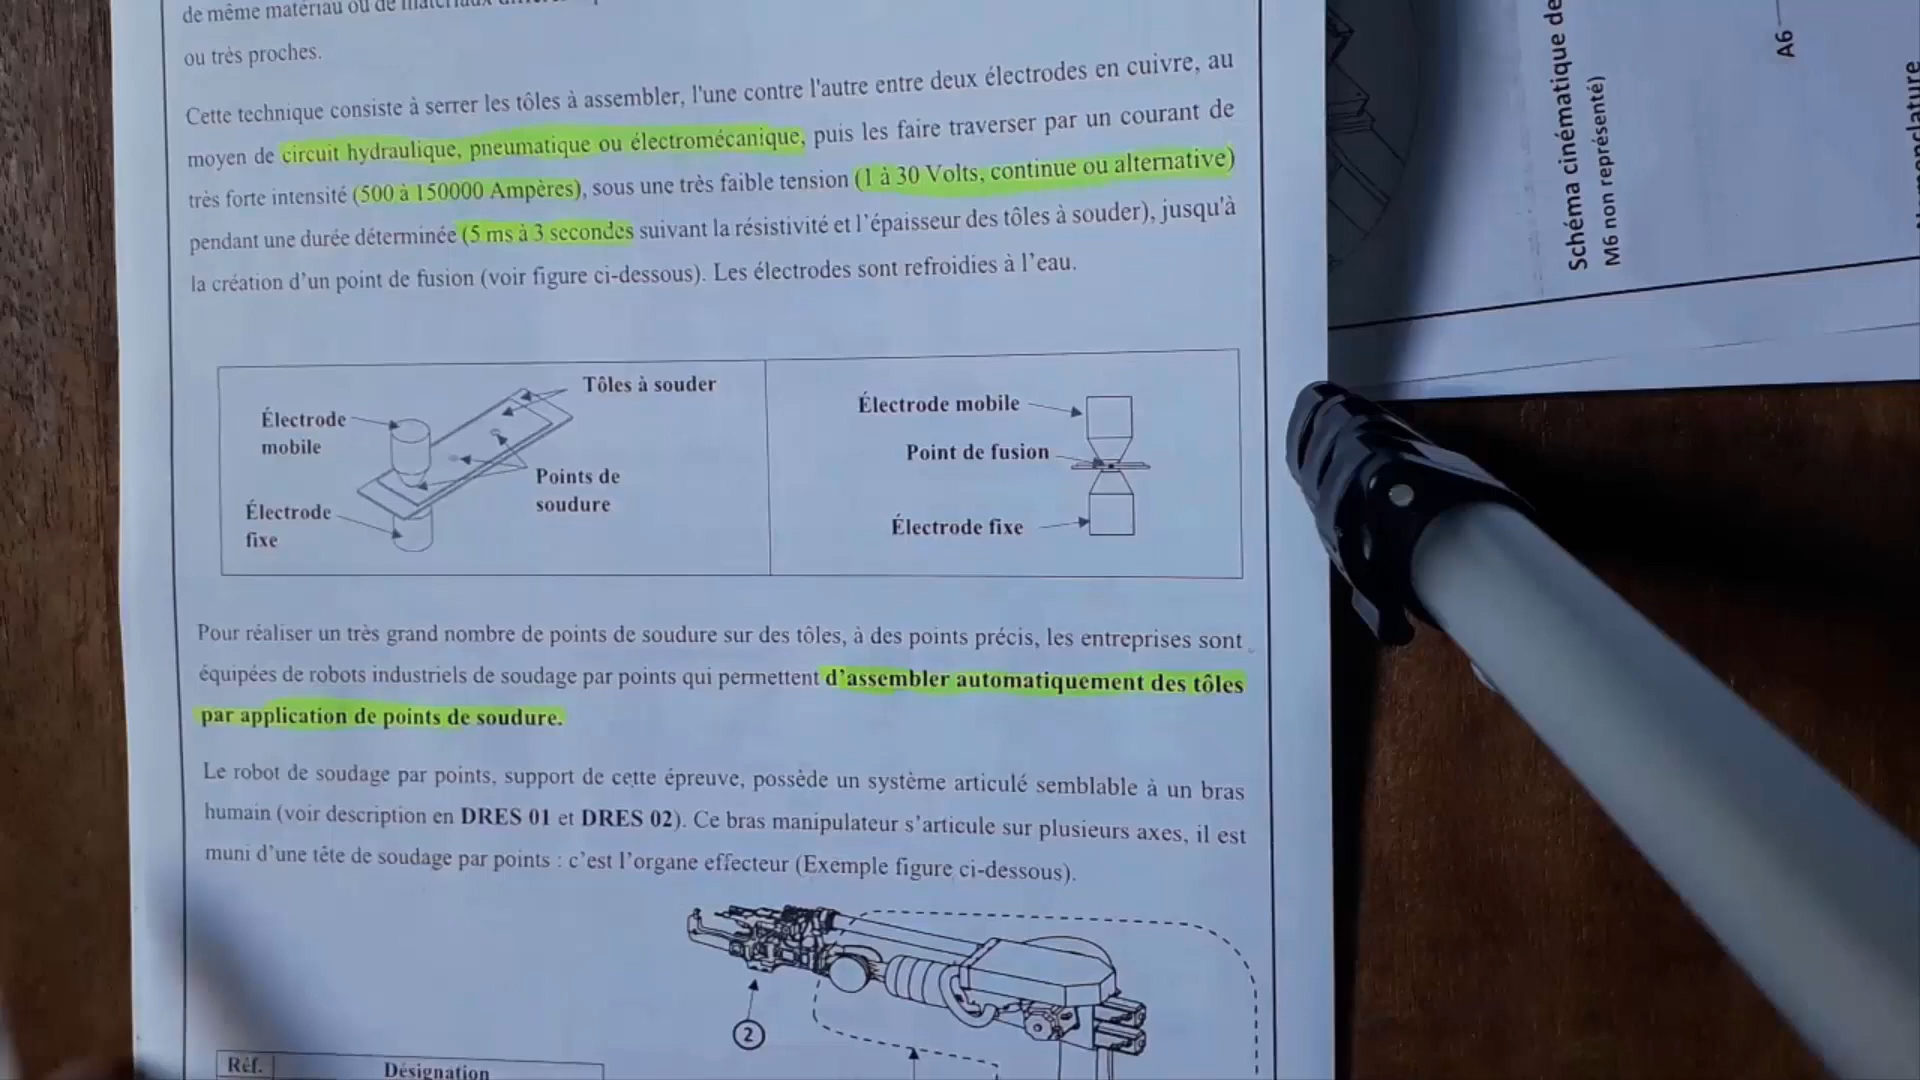 de même matériau ou de matériaux
ou très proches.
Cette technique consiste à serrer les tôles à assembler, l'une contre l'autre entre deux électrodes en cuivre, au
moyen de circuit hydraulique, pneumatique ou électromécanique, puis les faire traverser par un courant de
très forte intensité (500 à 150000 Ampères), sous une très faible tension (1 à 30 Volts, continue ou alternative)
pendant une durée déterminée (5 ms à 3 secondes suivant la résistivité et l'épaisseur des tôles à souder), jusqu'à
la création d'un point de fusion (voir figure ci-dessous). Les électrodes sont refroidies à l'eau.
Tôles à souder
Électrode
mobile
Points de
soudure
Électrode
fixe
Électrode mobile
Point de fusion
Électrode fixe
Pour réaliser un très grand nombre de points de soudure sur des tôles, à des points précis, les entreprises sont
équipées de robots industriels de soudage par points qui permettent d'assembler automatiquement des tôles
par application de points de soudure.
Le robot de soudage par points, support de cette épreuve, possède un système articulé semblable à un bras
humain (voir description en DRES 01 et DRES 02). Ce bras manipulateur s'articule sur plusieurs axes, il est
muni d'une tête de soudage par points : c'est l'organe effecteur (Exemple figure ci-dessous).
2
Réf.
Désignation
Schéma cinématique de
M6 non représenté)
A6